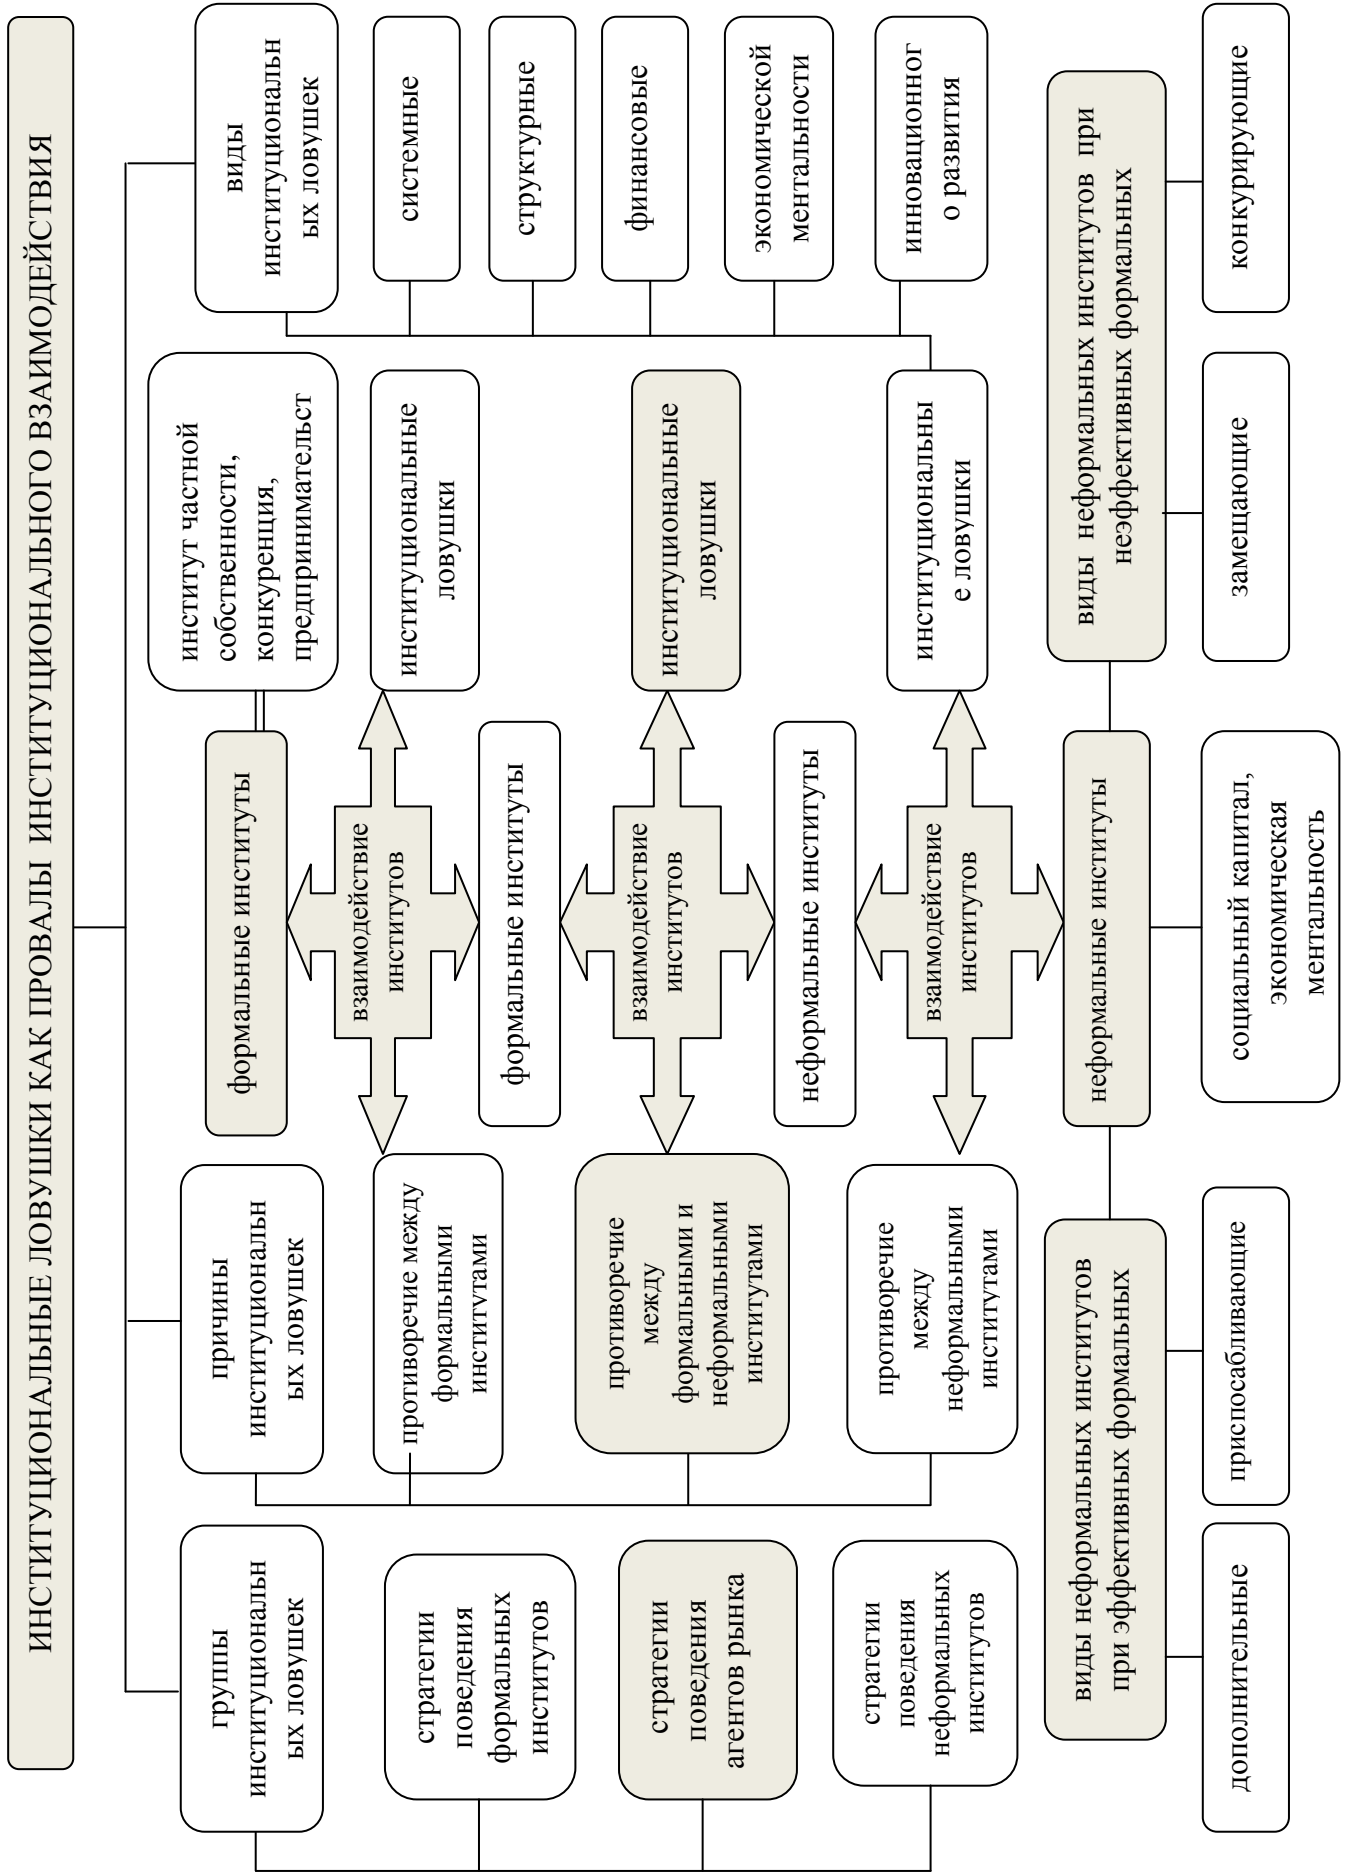 ИНСТИТУЦИОНАЛЬНЫЕ ЛОВУШКИ КАК ПРОВАЛЫ ИНСТИТУЦИОНАЛЬНОГО ВЗАИМОДЕЙСТВИЯ
группы
институциональн
ых ловушек
стратегии
поведения
формальных
институтов
стратегии
поведения
агентов рынка
стратегии
поведения
неформальных
институтов
причины
институциональн
ых ловушек
противоречие между
формальными
институтами
противоречие
между
формальными и
неформальными
институтами
противоречие
между
неформальными
институтами
формальные институты
взаимодействие
институтов
формальные институты
взаимодействие
институтов
неформальные институты
взаимодействие
институтов
неформальные институты
социальный капитал,
экономическая
ментальность
институт частной
собственности,
конкуренция,
предпринимательст
институциональные
ловушки
институциональные
ловушки
институциональны
е ловушки
виды
институциональн
ых ловушек
системные
структурные
финансовые
экономической
ментальности
инновационног
о развития
виды неформальных институтов
при эффективных формальных
дополнительные
приспосабливающие
виды неформальных институтов при
неэффективных формальных
замещающие
конкурирующие